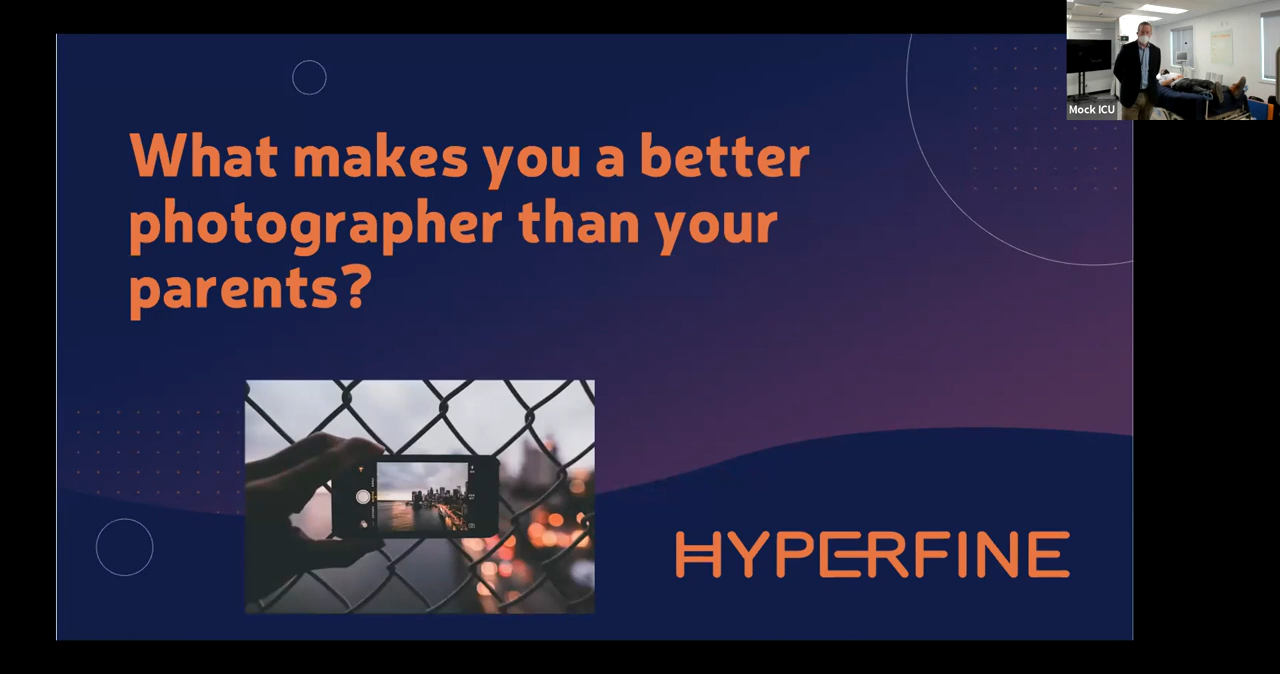 What makes you a better
photographer than your
parents?
HYPERFINE
Mock ICU